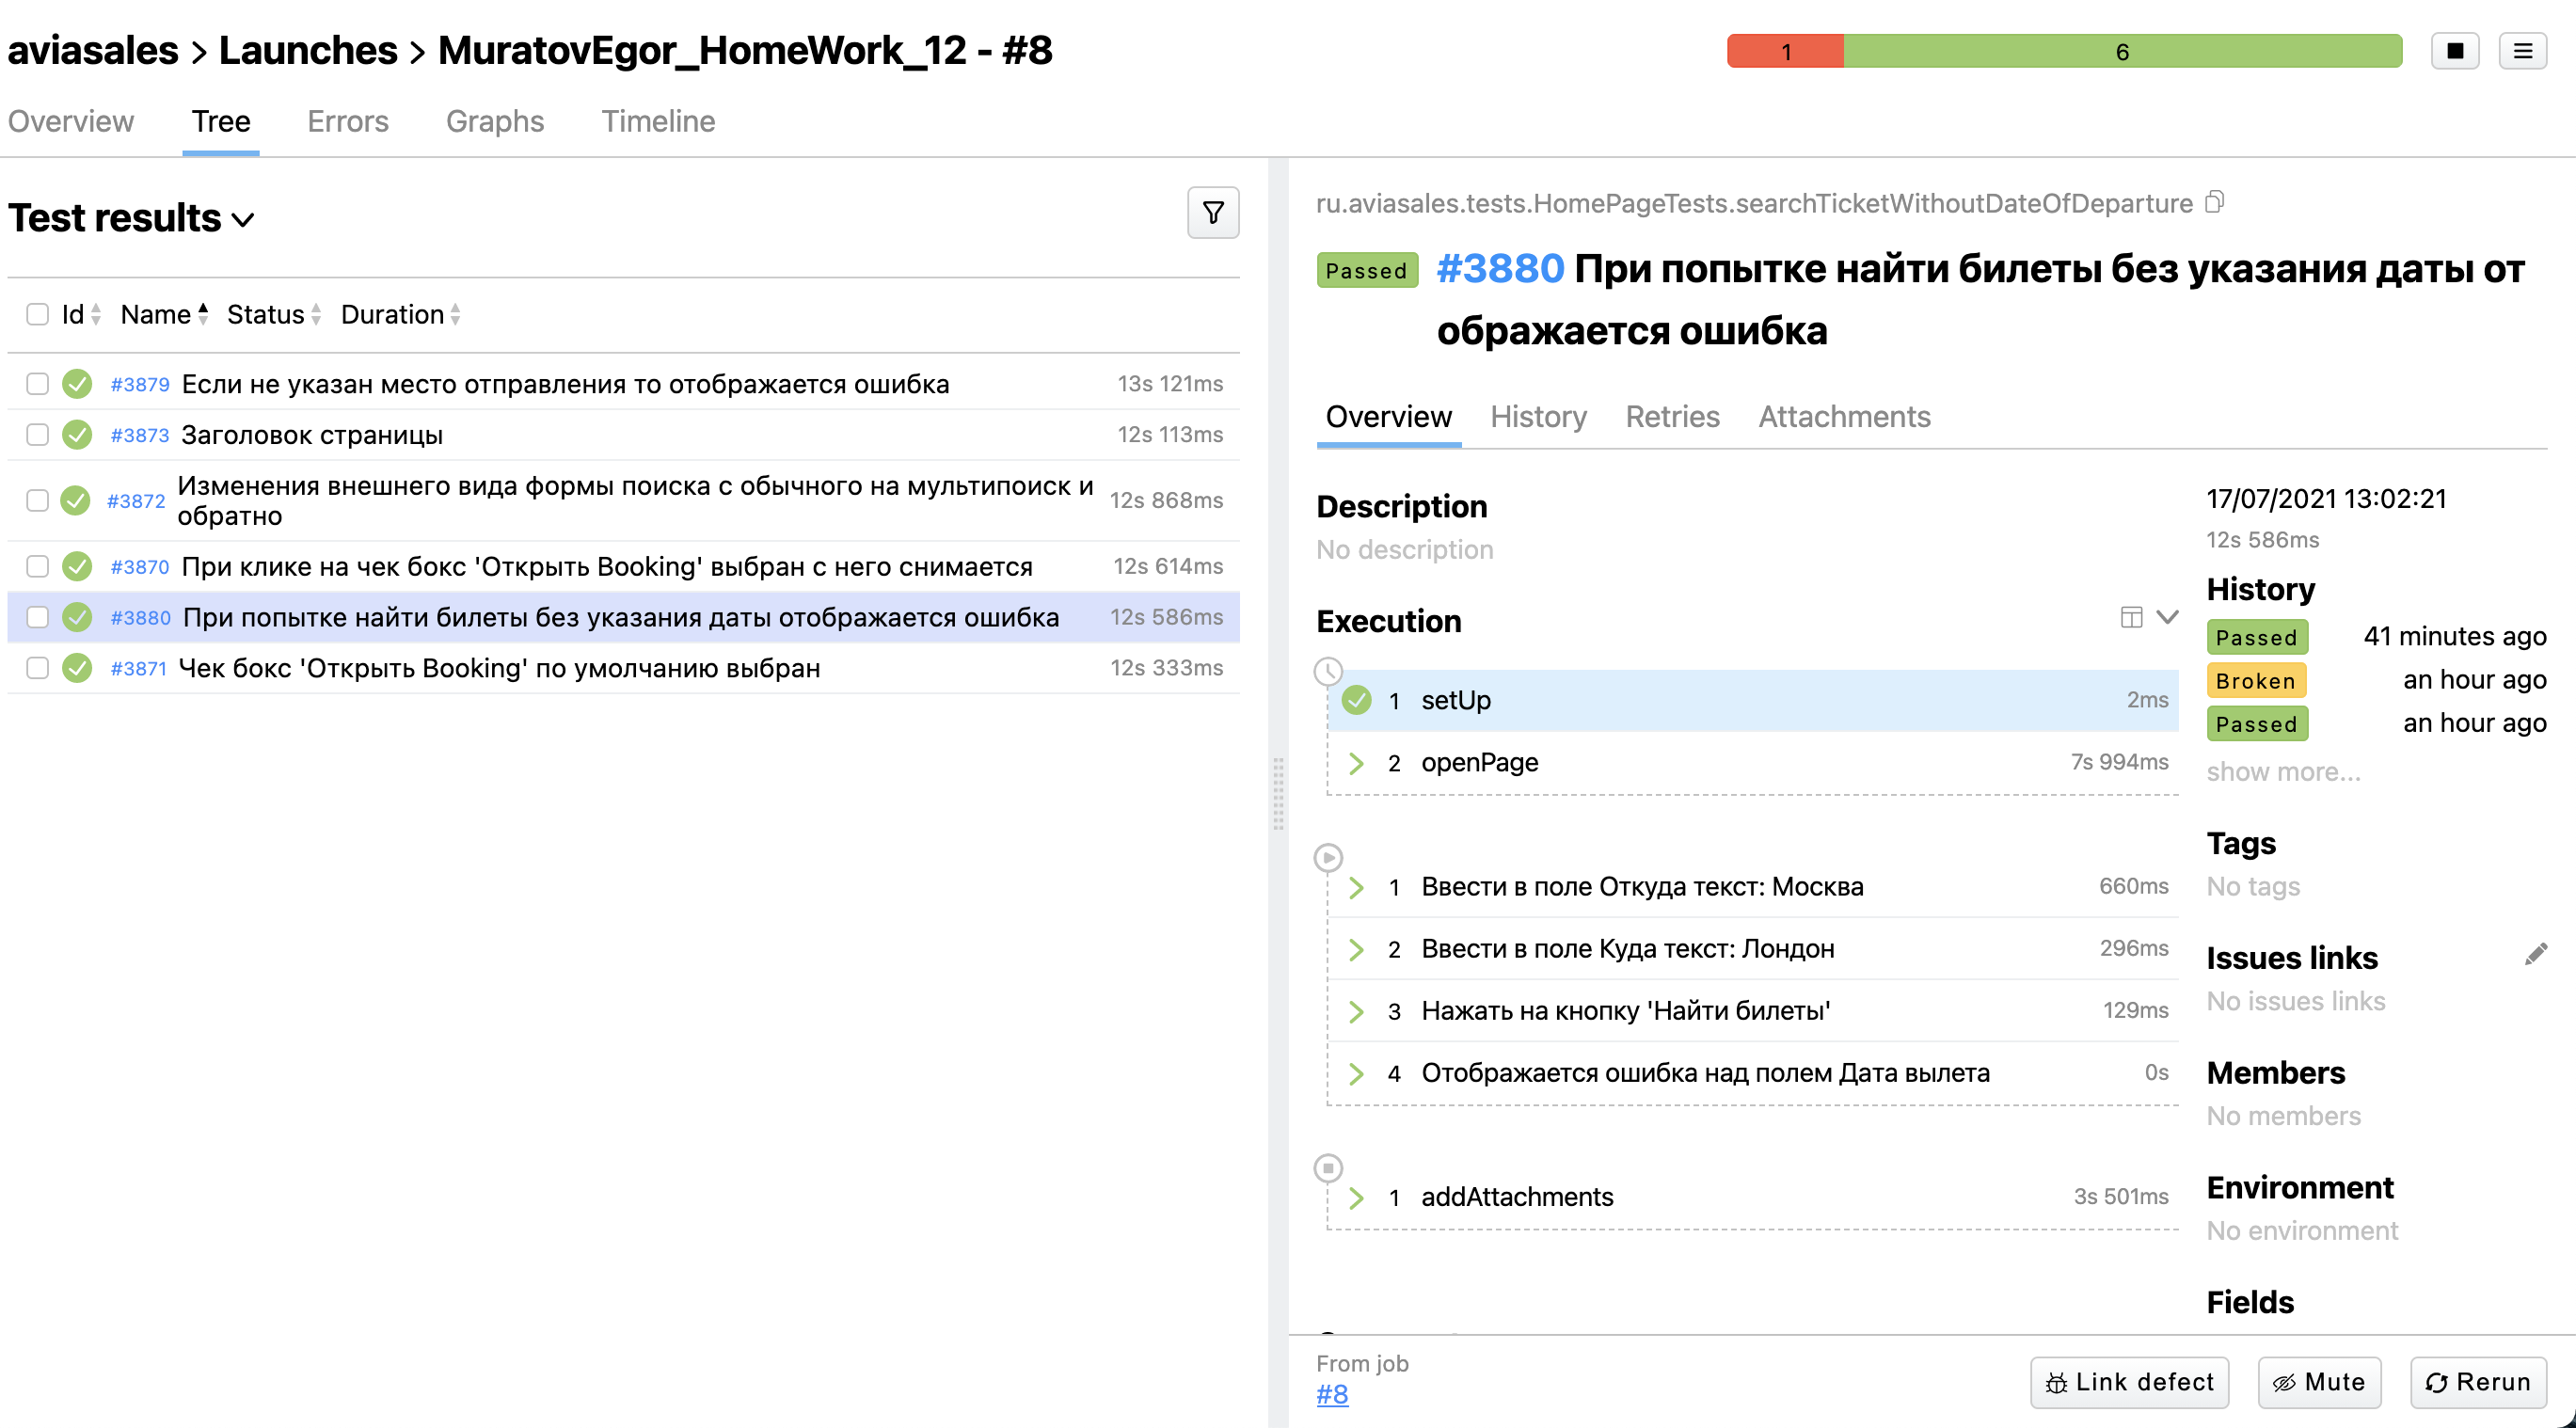 aviasales > Launches > MuratovEgor_HomeWork_12 - #8
1
6
Overview
Tree
Errors
Graphs
Timeline
Test results
Id
Name
Status
Duration
#3879 Если не указан место отправления то отображается ошибка 13s 121ms
#3873 Заголовок страницы 12s 113ms
#3872 Изменения внешнего вида формы поиска с обычного на мультипоиск и
обратно
12s 868ms
#3870 При клике на чек бокс 'Открыть Booking' выбран с него снимается 12s 614ms
#3880 При попытке найти билеты без указания даты отображается ошибка 12s 586ms
#3871 Чек бокс 'Открыть Booking' по умолчанию выбран 12s 333ms
ru.aviasales.tests.HomePageTests.searchTicketWithoutDateOfDeparture
Passed
#3880 При попытке найти билеты без указания даты от
ображается ошибка
Overview
History
Retries
Attachments
Description
No description
Execution
1 setUp 2ms
2 openPage 7s 994ms
1 Ввести в поле Откуда текст: Москва 660ms
2 Ввести в поле Куда текст: Лондон 296ms
3 Нажать на кнопку 'Найти билеты' 129ms
4 Отображается ошибка над полем Дата вылета 0s
1 addAttachments 3s 501ms
17/07/2021 13:02:21
12s 586ms
History
Passed 41 minutes ago
Broken an hour ago
Passed an hour ago
show more...
Tags
No tags
Issues links
No issues links
Members
No members
Environment
No environment
Fields
From job
#8
Link defect
Mute
Rerun